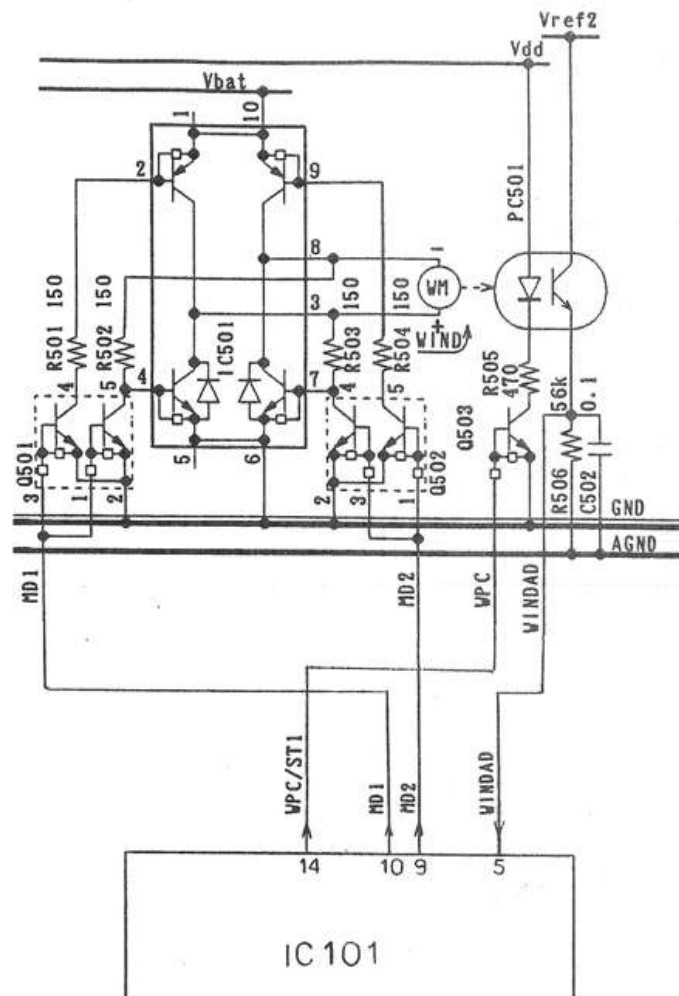 Vref2
Vdd
Vbat
1
10
2
9
PC501
8
-
150
150
3
150
150
WM
+
WIND
R501
R502
IC501
R503
R504
R505
470
56k
0.1
4
5
4
7
4
5
Q503
Q501
Q502
5
6
3
1
2
2
3
1
R506
C502
GND
AGND
MD1
MD2
WPC
WINDAD
WPC/ST1
MD1
MD2
WINDAD
14
10
9
5
IC101